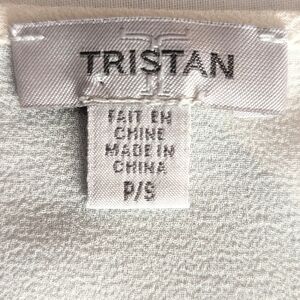 TRISTAN
FAIT EN
CHINE
MADE IN
CHINA
P/S